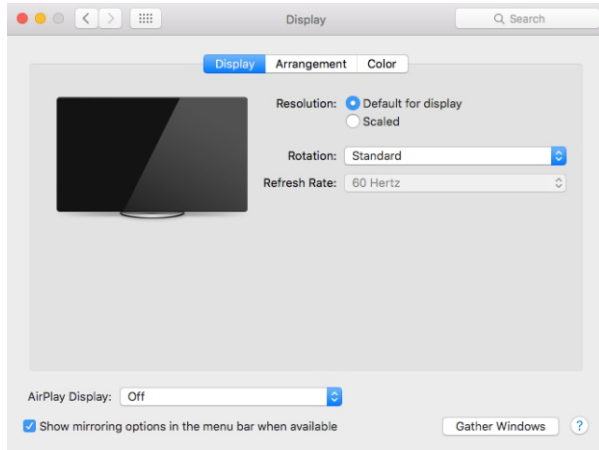 Display
Search
Display Arrangement Color
Resolution: Default for display
Scaled
Rotation: Standard
Refresh Rate: 60 Hertz
AirPlay Display: Off
Show mirroring options in the menu bar when available
Gather Windows ?